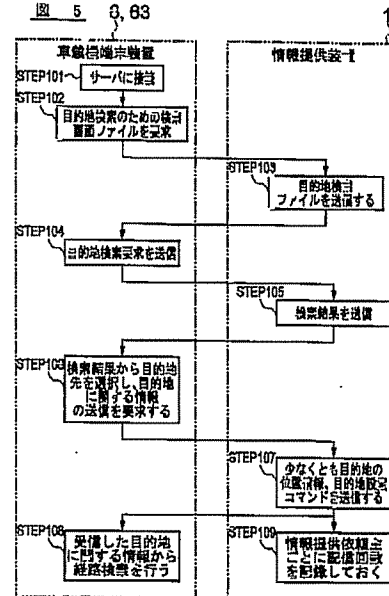 図 5
3, 63
1
車載機端末装置
情報提供装置
STEP101
サーバに接続
STEP102
目的地検索のための検索
画面ファイルを要求
STEP103
目的地検索
ファイルを送信する
STEP104
目的地検索要求を送信
STEP105
検索結果を送信
STEP106
検索結果から目的地
先を選択し、目的地
に関する情報
の送信を要求する
STEP107
少なくとも目的地の
位置情報、目的地設定
コマンドを送信する
STEP108
受信した目的地
に関する情報から
経路検索を行う
STEP109
情報提供依頼主
ごとに配信回数
を記録しておく